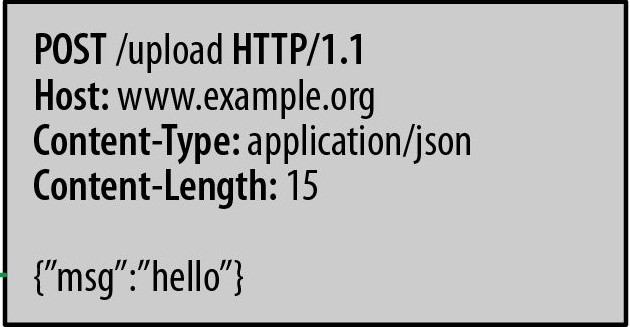 POST /upload HTTP/1.1
Host: www.example.org
Content-Type: application/json
Content-Length: 15
{”msg”:”hello”}